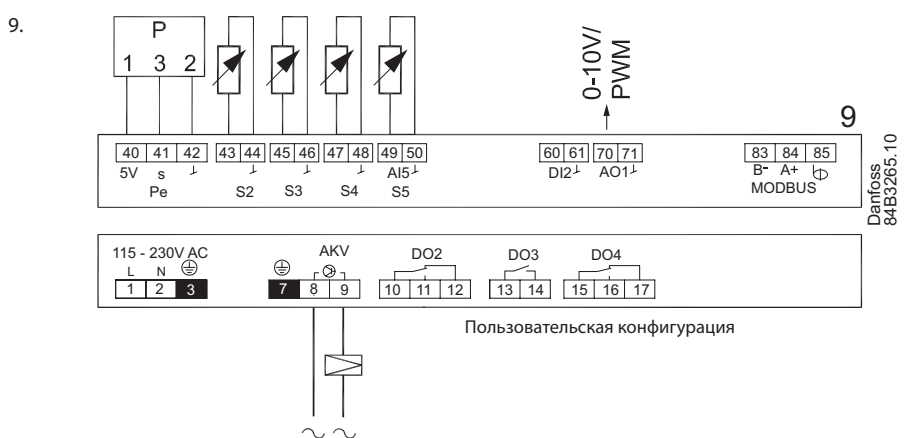 9.
P
1 3 2
0-10V/
PWM
9
40 41 42 43 44 45 46 47 48 49 50 60 61 70 71 83 84 85
5V s AI5 DI2 AO1 B- A+
Pe S2 S3 S4 S5 MODBUS
Danfoss
84B3265.10
115 - 230V AC AKV DO2 DO3 DO4
L N
1 2 3 7 8 9 10 11 12 13 14 15 16 17
Пользовательская конфигурация